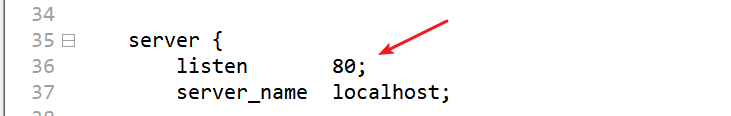 34
35 server {
36 listen 80;
37 server_name localhost;